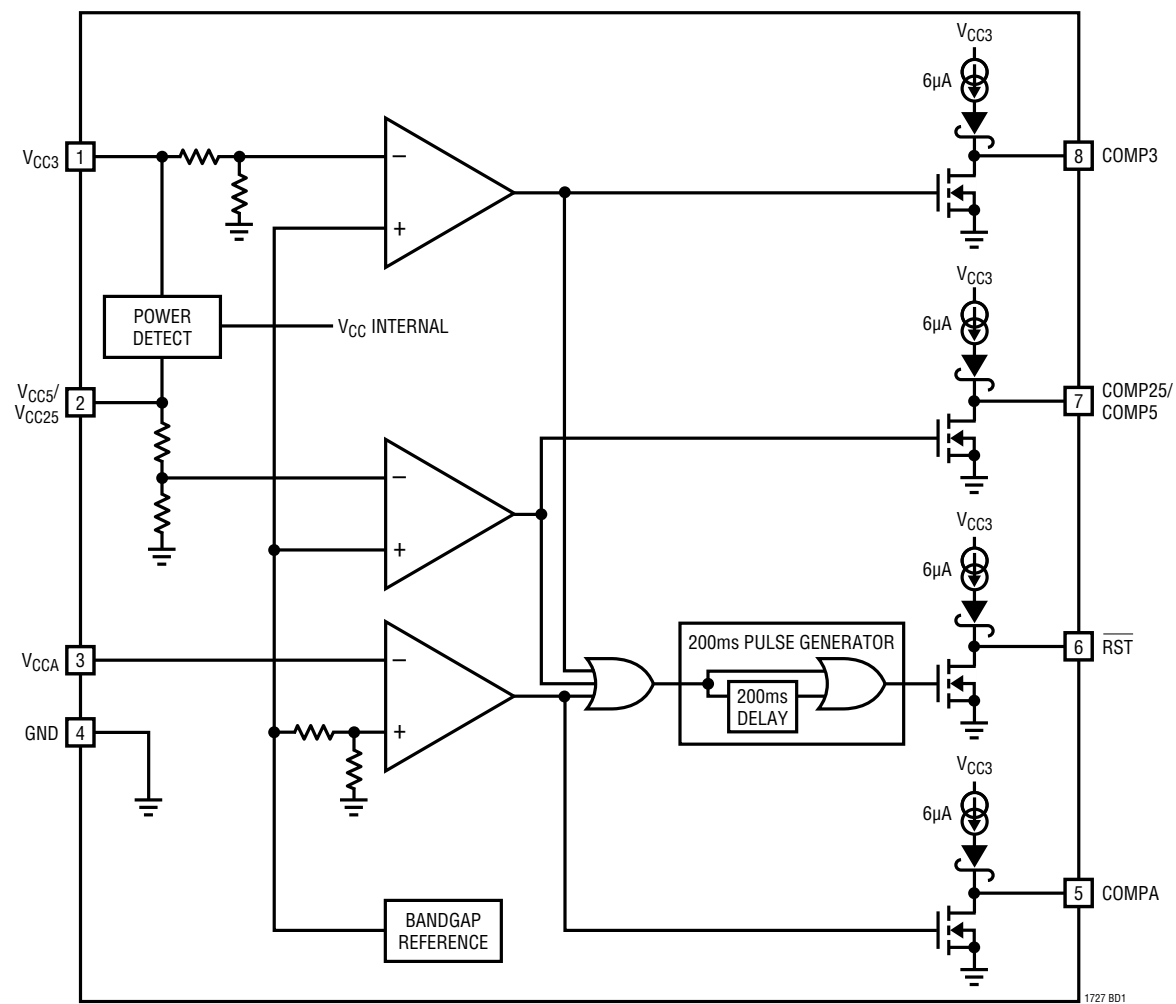 VCC3
6µA
VCC3 1
8 COMP3
−
+
POWER
DETECT
VCC INTERNAL
VCC3
6µA
VCC5/
VCC25
2
7
COMP25/
COMP5
−
+
VCC3
6µA
VCCA 3
−
+
200ms PULSE GENERATOR
200ms
DELAY
6 RST
GND 4
VCC3
6µA
BANDGAP
REFERENCE
5 COMPA
1727 BD1